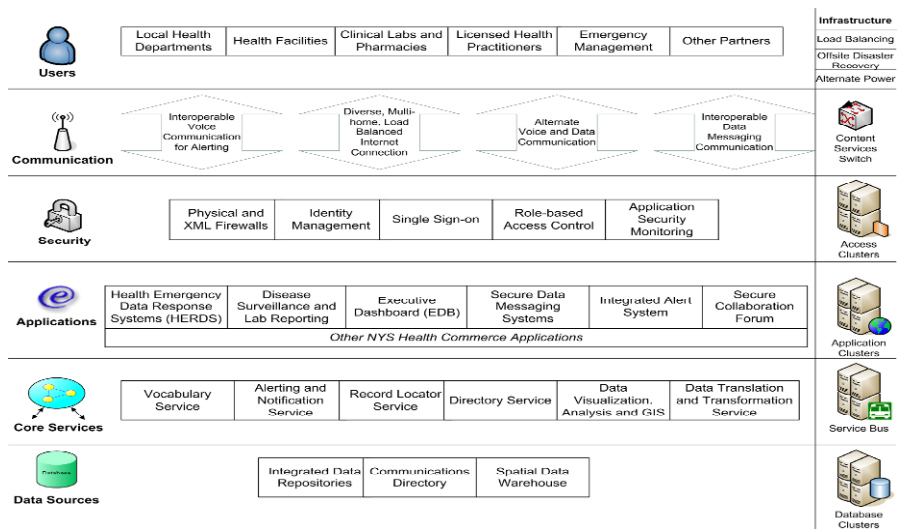 Users
Local Health
Departments
Health Facilities
Clinical Labs and
Pharmacies
Licensed Health
Practitioners
Emergency
Management
Other Partners
Infrastructure
Load Balancing
Offsite Disaster
Recovery
Alternate Power
Communication
Interoperable
Voice
Communication
for Alerting
Diverse, Multi-
home, Load
Balanced
Internet
Connection
Alternate
Voice and Data
Communication
Interoperable
Data
Messaging
Communication
Content
Services
Switch
Security
Physical and
XML Firewalls
Identity
Management
Single Sign-on
Role-based
Access Control
Application
Security
Monitoring
Access
Clusters
e
Applications
Health Emergency
Data Response
Systems (HERDS)
Disease
Surveillance and
Lab Reporting
Executive
Dashboard (EDB)
Secure Data
Messaging
Systems
Integrated Alert
System
Secure
Collaboration
Forum
Other NYS Health Commerce Applications
Application
Clusters
Core Services
Vocabulary
Service
Alerting and
Notification
Service
Record Locator
Service
Directory Service
Data
Visualization,
Analysis and GIS
Data Translation
and Transformation
Service
Service Bus
Database
Data Sources
Integrated Data
Repositories
Communications
Directory
Spatial Data
Warehouse
Database
Clusters